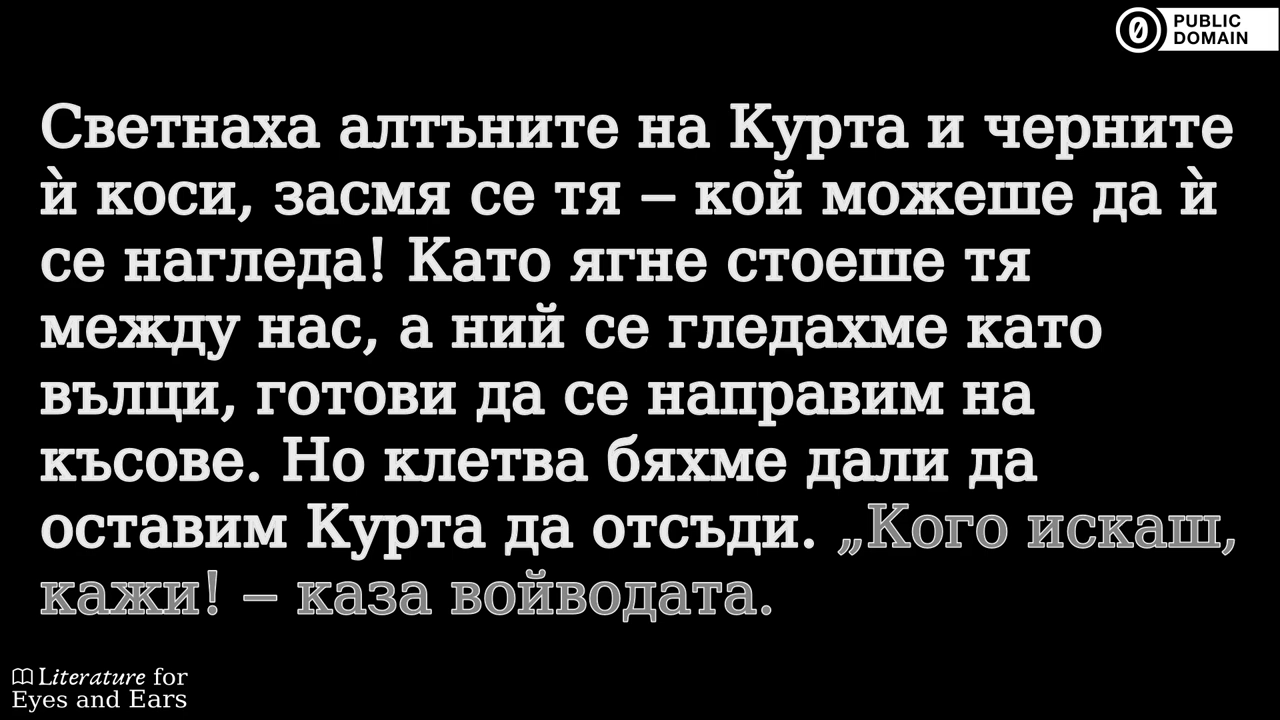 PUBLIC
DOMAIN
Светнаха алтъните на Курта и черните
ѝ коси, засмя се тя – кой можеше да ѝ
се нагледа! Като ягне стоеше тя
между нас, а ний се гледахме като
вълци, готови да се направим на
късове. Но клетва бяхме дали да
оставим Курта да отсъди. „Кого искаш,
кажи! – каза войводата.
Literature for
Eyes and Ears